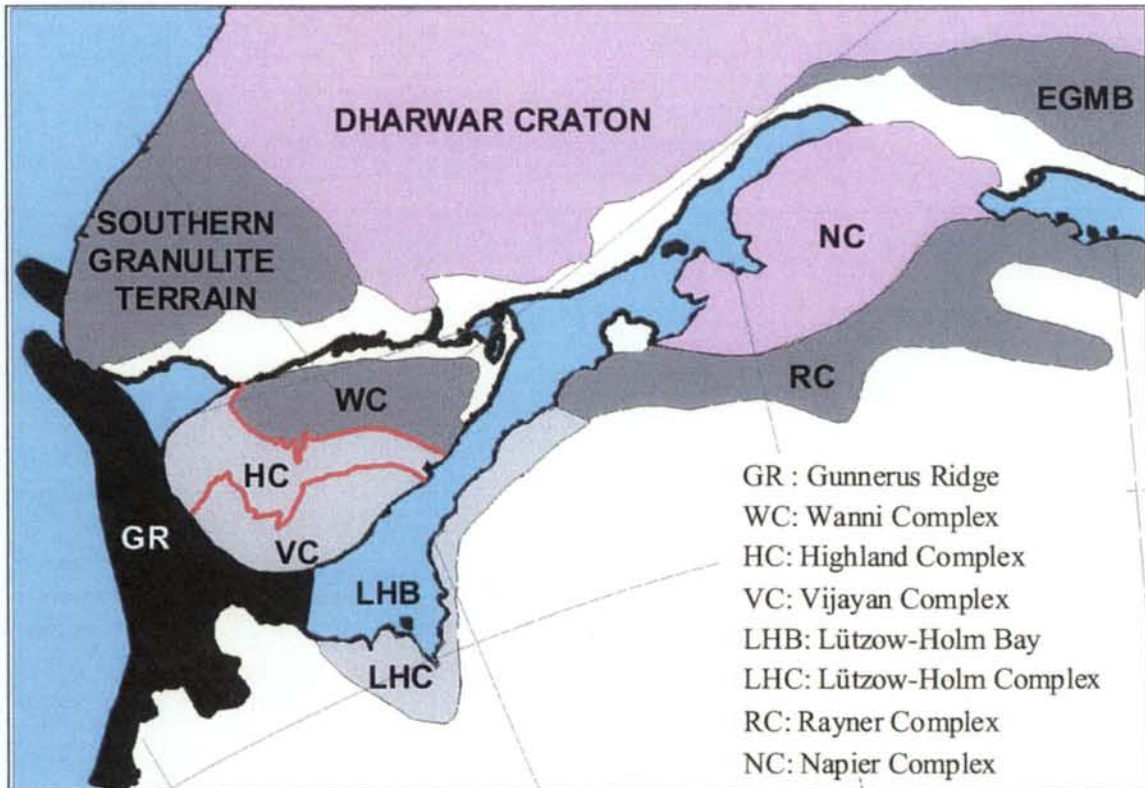 DHARWAR CRATON
EGMB
SOUTHERN
GRANULITE
TERRAIN
NC
WC
RC
HC
GR
VC
LHB
LHC
GR : Gunnerus Ridge
WC: Wanni Complex
HC: Highland Complex
VC: Vijayan Complex
LHB: Lützow-Holm Bay
LHC: Lützow-Holm Complex
RC: Rayner Complex
NC: Napier Complex